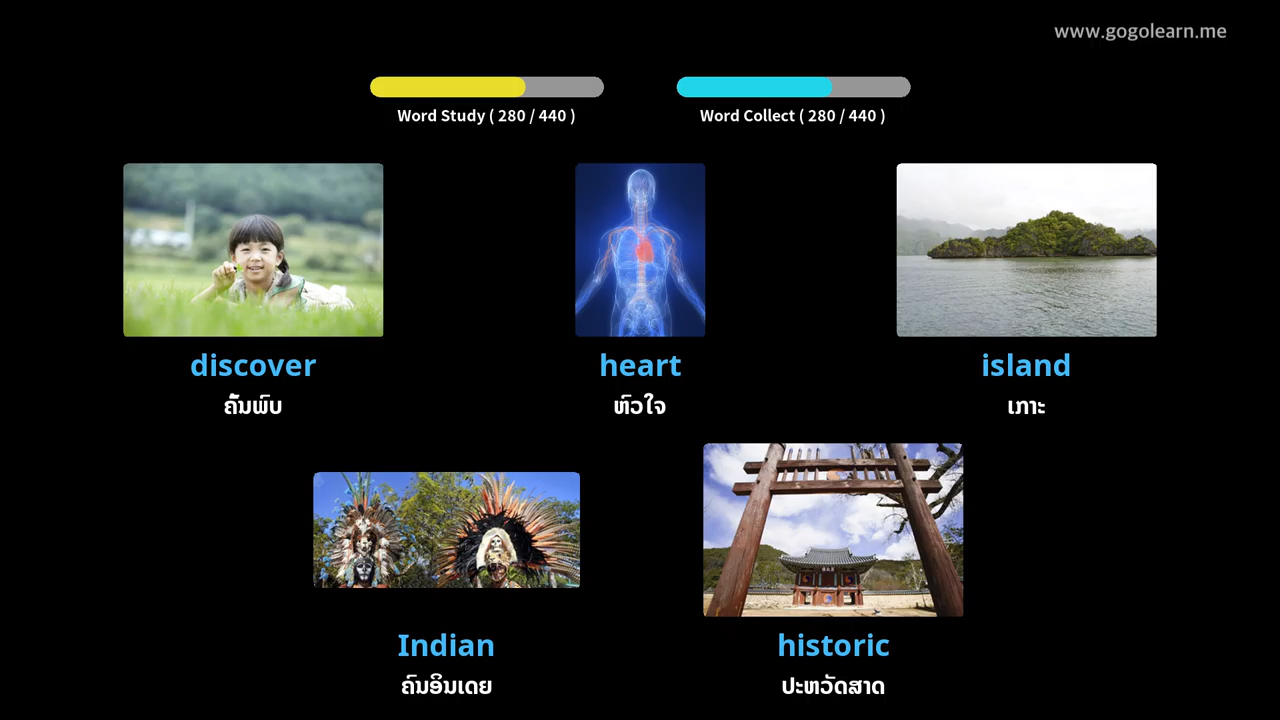 www.gogolearn.me
Word Study ( 280 / 440 )
Word Collect ( 280 / 440 )
discover
heart
island
ຄົ້ນພົບ
ຫົວໃຈ
ເກາະ
Indian
historic
ຄົນອິນເດຍ
ປະຫວັດສາດ